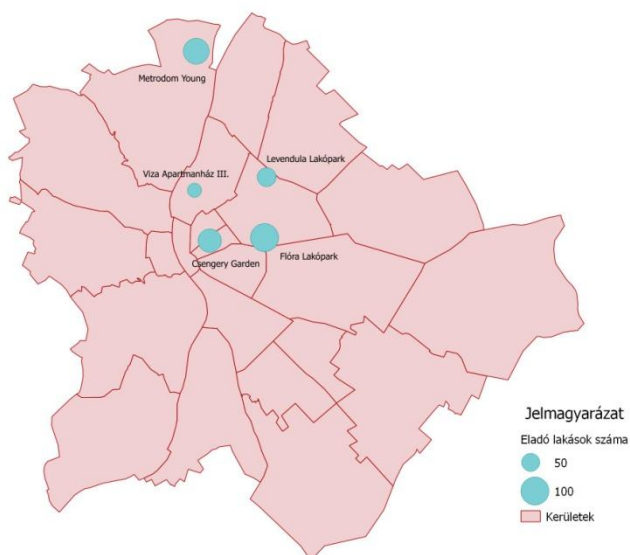 Metrodom Young
Levendula Lakópark
Viza Apartmanház III.
Csengery Garden
Flóra Lakópark
Jelmagyarázat
Eladó lakások száma
50
100
Kerületek